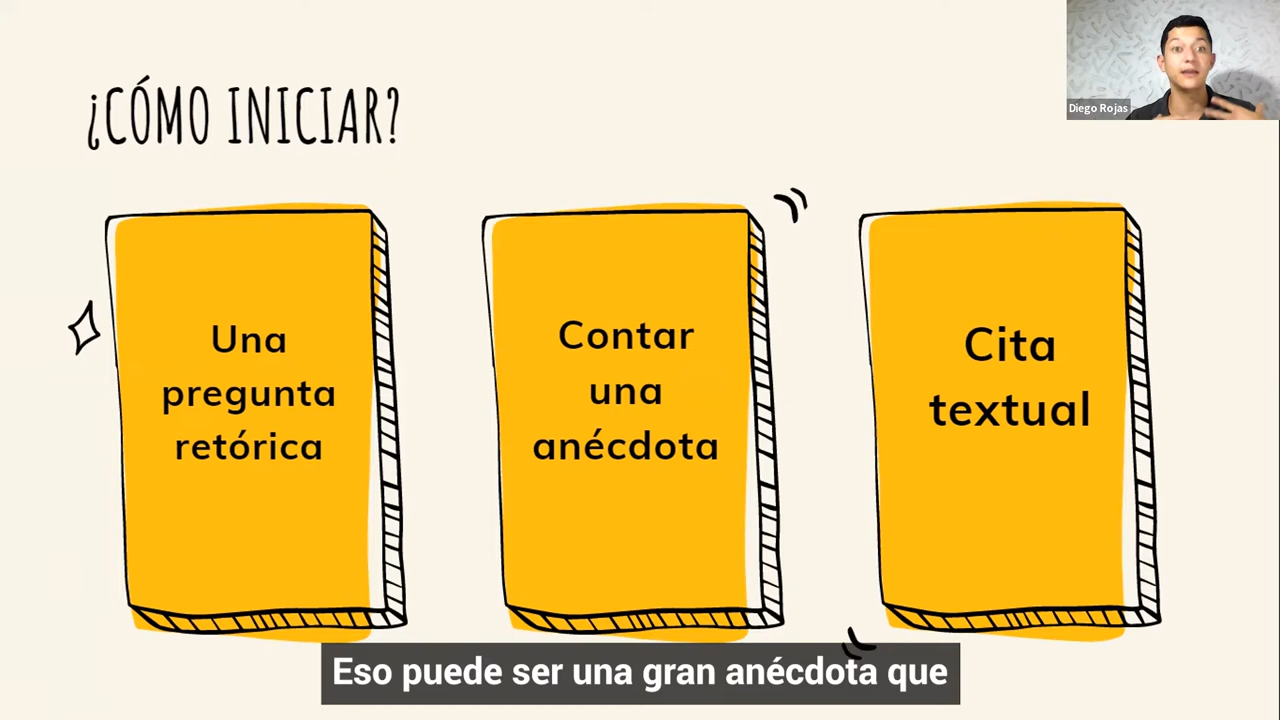 ¿CÓMO INICIAR?
Diego Rojas
Una
pregunta
retórica
Contar
una
anécdota
Cita
textual
Eso puede ser una gran anécdota que